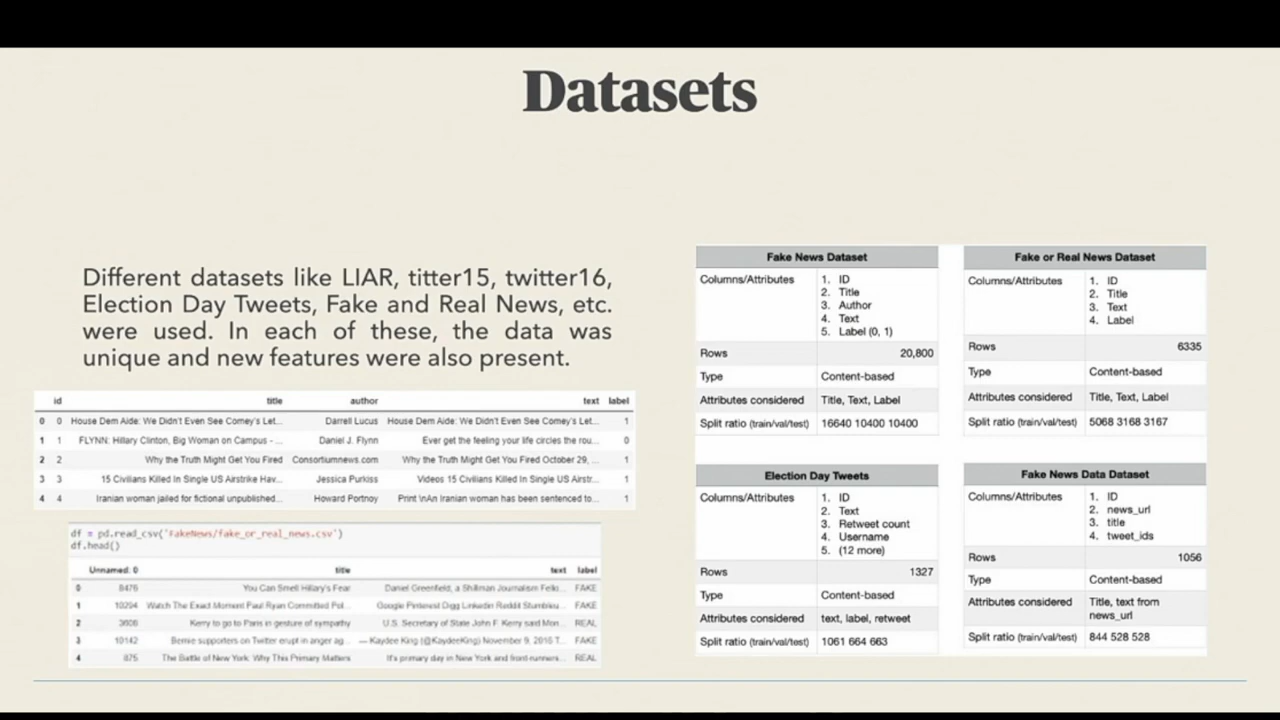 Datasets
Different datasets like LIAR, titter15, twitter16,
Election Day Tweets, Fake and Real News, etc.
were used. In each of these, the data was
unique and new features were also present.
id title author text label
0 0 House Dem Aide: We Didn't Even See Comey's Let... Darrell Lucus House Dem Aide: We Didn't Even See Comey's Let... 1
1 1 FLYNN: Hillary Clinton, Big Woman on Campus - ... Daniel J. Flynn Ever get the feeling your life circles the rou... 0
2 2 Why the Truth Might Get You Fired Consortiumnews.com Why the Truth Might Get You Fired October 29, ... 1
3 3 15 Civilians Killed In Single US Airstrike Hav... Jessica Purkiss Videos 15 Civilians Killed In Single US Airstr... 1
4 4 Iranian woman jailed for fictional unpublished... Howard Portnoy Print \nAn Iranian woman has been sentenced to... 1
df = pd.read_csv('FakeNews/fake_or_real_news.csv')
df.head()
Unnamed: 0 title text label
0 8476 You Can Smell Hillary's Fear Daniel Greenfield, a Shillman Journalism Fello... FAKE
1 10294 Watch The Exact Moment Paul Ryan Committed Pol... Google Pinterest Digg Linkedin Reddit Stumbleu... FAKE
2 3608 Kerry to go to Paris in gesture of sympathy U.S. Secretary of State John F. Kerry said Mon... REAL
3 10142 Bernie supporters on Twitter erupt in anger ag... — Kaydee King (@KaydeeKing) November 9, 2016 T... FAKE
4 875 The Battle of New York: Why This Primary Matters It's primary day in New York and front-runners... REAL
Fake News Dataset
Columns/Attributes 1. ID
2. Title
3. Author
4. Text
5. Label (0, 1)
Rows 20,800
Type Content-based
Attributes considered Title, Text, Label
Split ratio (train/val/test) 16640 10400 10400
Fake or Real News Dataset
Columns/Attributes 1. ID
2. Title
3. Text
4. Label
Rows 6335
Type Content-based
Attributes considered Title, Text, Label
Split ratio (train/val/test) 5068 3168 3167
Election Day Tweets
Columns/Attributes 1. ID
2. Text
3. Retweet count
4. Username
5. (12 more)
Rows 1327
Type Content-based
Attributes considered text, label, retweet
Split ratio (train/val/test) 1061 664 663
Fake News Data Dataset
Columns/Attributes 1. ID
2. news_url
3. title
4. tweet_ids
Rows 1056
Type Content-based
Attributes considered Title, text from
news_url
Split ratio (train/val/test) 844 528 528